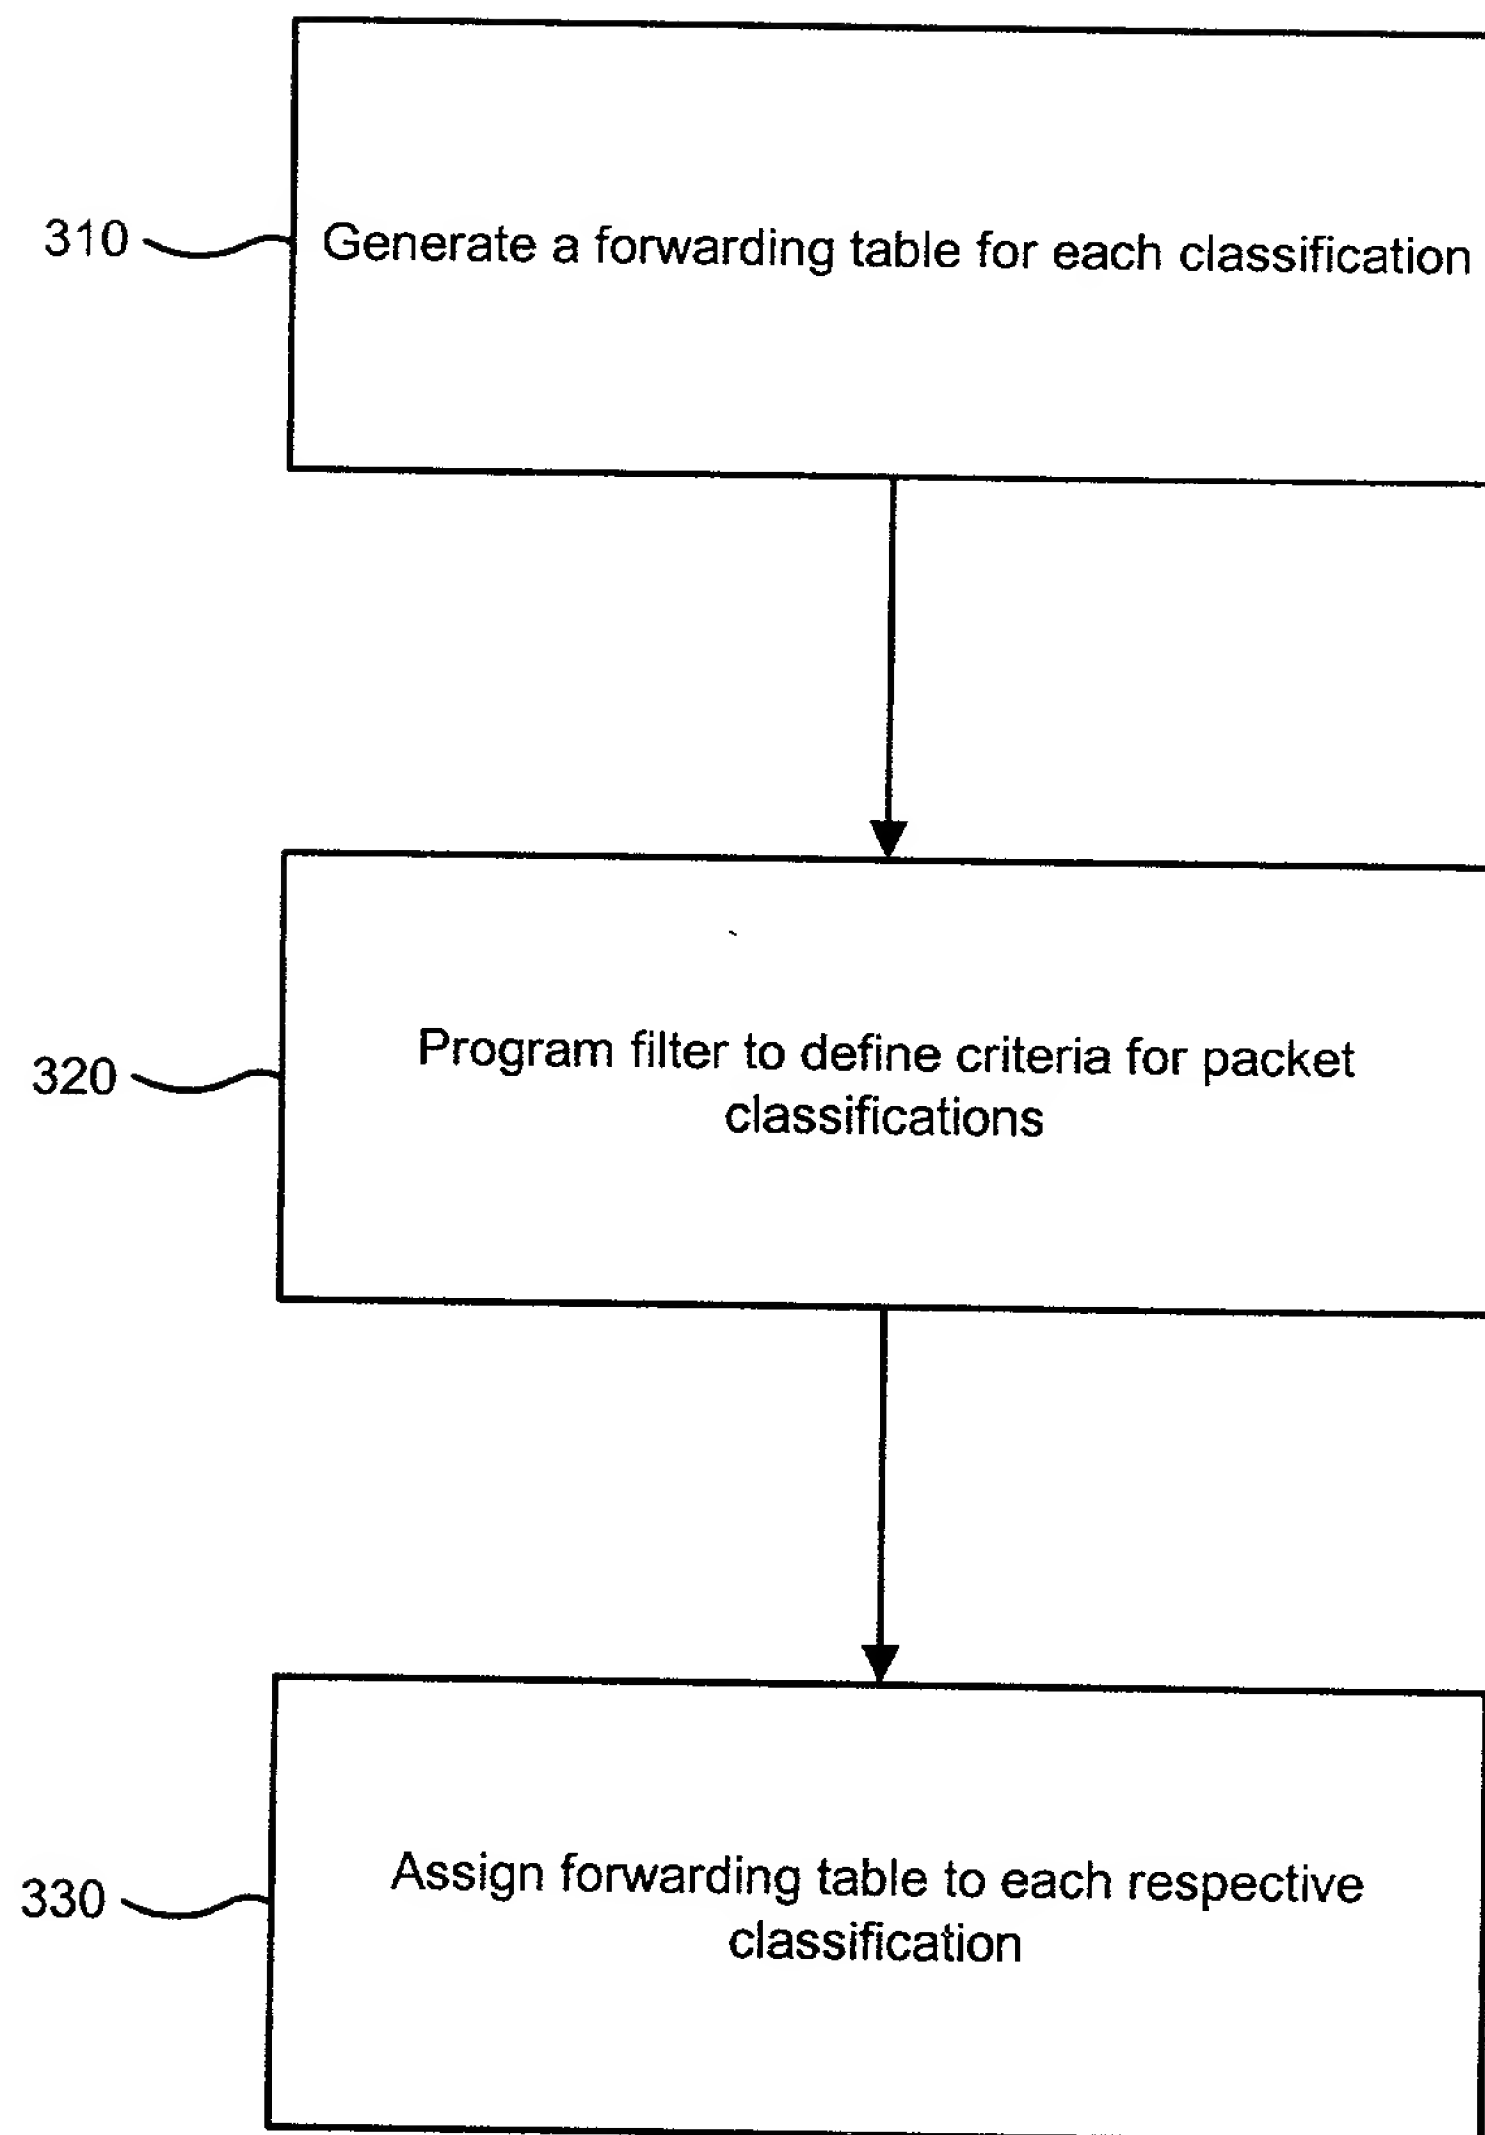 310
Generate a forwarding table for each classification
320
Program filter to define criteria for packet
classifications
330
Assign forwarding table to each respective
classification